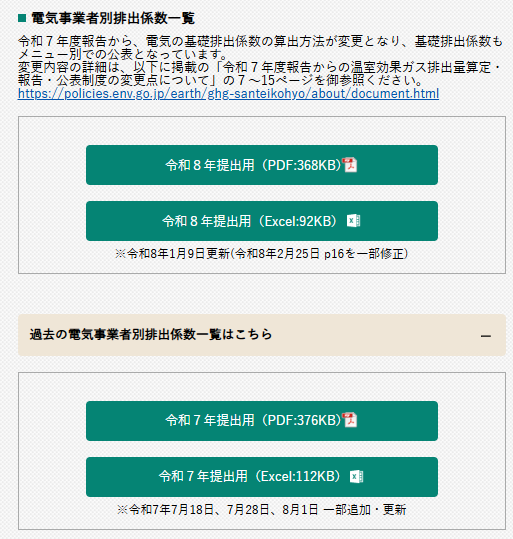 電気事業者別排出係数一覧
令和７年度報告から、電気の基礎排出係数の算出方法が変更となり、基礎排出係数も
メニュー別での公表となっています。
変更内容の詳細は、以下に掲載の「令和７年度報告からの温室効果ガス排出量算定・
報告・公表制度の変更点について」の７～15ページを御参照ください。
https://policies.env.go.jp/earth/ghg-santeikohyo/about/document.html
令和８年提出用（PDF:368KB）
令和８年提出用（Excel:92KB）
※令和8年1月9日更新(令和8年2月25日 p16を一部修正)
過去の電気事業者別排出係数一覧はこちら
令和７年提出用（PDF:376KB）
令和７年提出用（Excel:112KB）
※令和7年7月18日、7月28日、8月1日 一部追加・更新